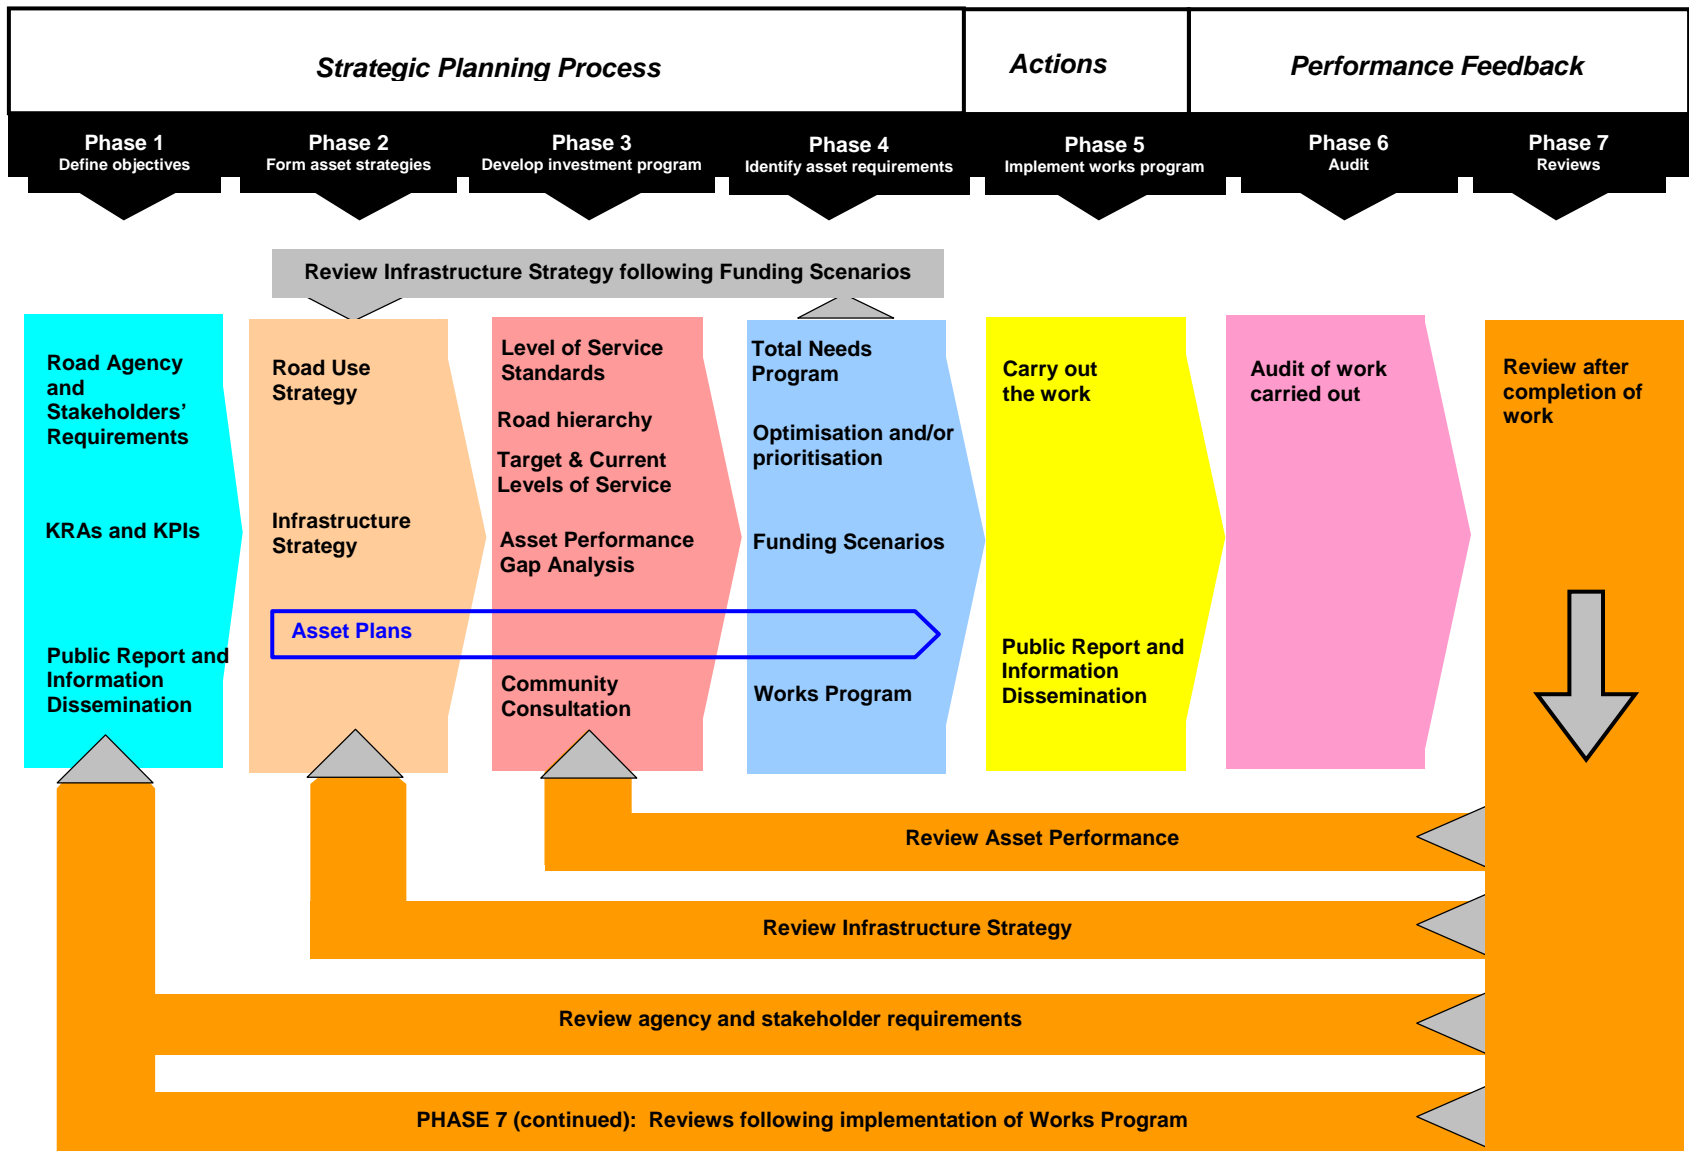 Strategic Planning Process
Actions
Performance Feedback
Phase 1
Define objectives
Phase 2
Form asset strategies
Phase 3
Develop investment program
Phase 4
Identify asset requirements
Phase 5
Implement works program
Phase 6
Audit
Phase 7
Reviews
Review Infrastructure Strategy following Funding Scenarios
Road Agency
and
Stakeholders’
Requirements
KRAs and KPIs
Public Report and
Information
Dissemination
Road Use
Strategy
Infrastructure
Strategy
Asset Plans
Level of Service
Standards
Road hierarchy
Target & Current
Levels of Service
Asset Performance
Gap Analysis
Community
Consultation
Total Needs
Program
Optimisation and/or
prioritisation
Funding Scenarios
Works Program
Carry out
the work
Public Report and
Information
Dissemination
Audit of work
carried out
Review after
completion of
work
Review Asset Performance
Review Infrastructure Strategy
Review agency and stakeholder requirements
PHASE 7 (continued):  Reviews following implementation of Works Program